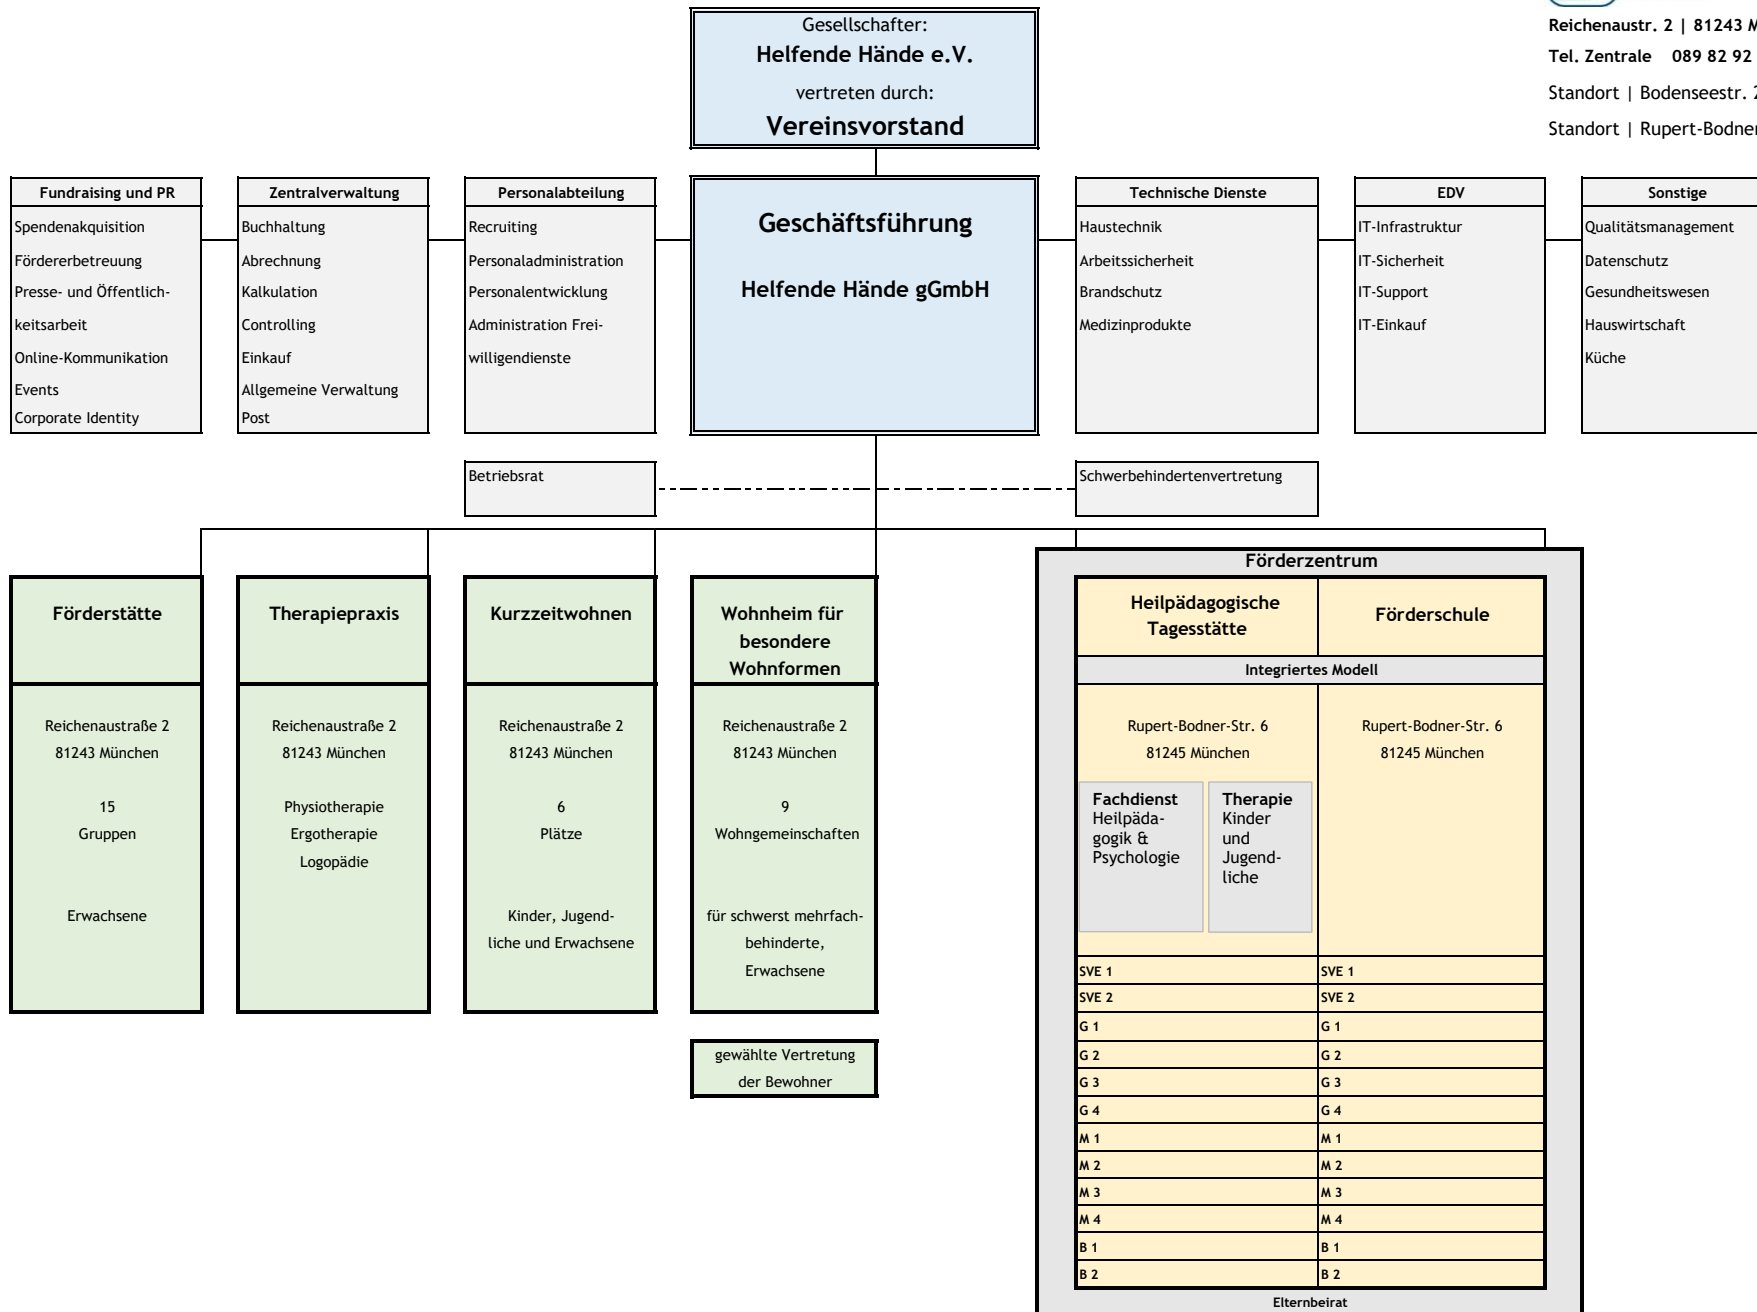 Reichenaustr. 2 | 81243
Tel. Zentrale 089 82 92
Standort | Bodenseestr.
Standort |
Gesellschafter:
Helfende Hände e.V.
vertreten durch:
Vereinsvorstand
Fundraising und PR
Spendenakquisition
Fördererbetreuung
Presse- und Öffentlich-
keitsarbeit
Online-Kommunikation
Events
Corporate Identity
Zentralverwaltung
Buchhaltung
Abrechnung
Kalkulation
Controlling
Einkauf
Allgemeine Verwaltung
Post
Personalabteilung
Recruiting
Personaladministration
Personalentwicklung
Administration Frei-
willigendienste
Geschäftsführung
Helfende Hände gGmbH
Technische Dienste
Haustechnik
Arbeitssicherheit
Brandschutz
Medizinprodukte
EDV
IT-Infrastruktur
IT-Sicherheit
IT-Support
IT-Einkauf
Sonstige
Qualitätsmanagement
Datenschutz
Gesundheitswesen
Hauswirtschaft
Küche
Betriebsrat
Schwerbehindertenvertretung
Förderstätte
Reichenaustraße 2
81243 München
15
Gruppen
Erwachsene
Therapiepraxis
Reichenaustraße 2
81243 München
Physiotherapie
Ergotherapie
Logopädie
Kurzzeitwohnen
Reichenaustraße 2
81243 München
6
Plätze
Kinder, Jugend-
liche und Erwachsene
Wohnheim für
besondere
Wohnformen
Reichenaustraße 2
81243 München
9
Wohngemeinschaften
für schwerst mehrfach-
behinderte,
Erwachsene
gewählte Vertretung
der Bewohner
Förderzentrum
Heilpädagogische
Tagesstätte
Förderschule
Integriertes Modell
Rupert-Bodner-Str. 6
81245 München
Rupert-Bodner-Str. 6
81245 München
Fachdienst
Heilpäda-
gogik &
Psychologie
Therapie
Kinder
und
Jugend-
liche
SVE 1 SVE 1
SVE 2 SVE 2
G 1 G 1
G 2 G 2
G 3 G 3
G 4 G 4
M 1 M 1
M 2 M 2
M 3 M 3
M 4 M 4
B 1 B 1
B 2 B 2
Elternbeirat